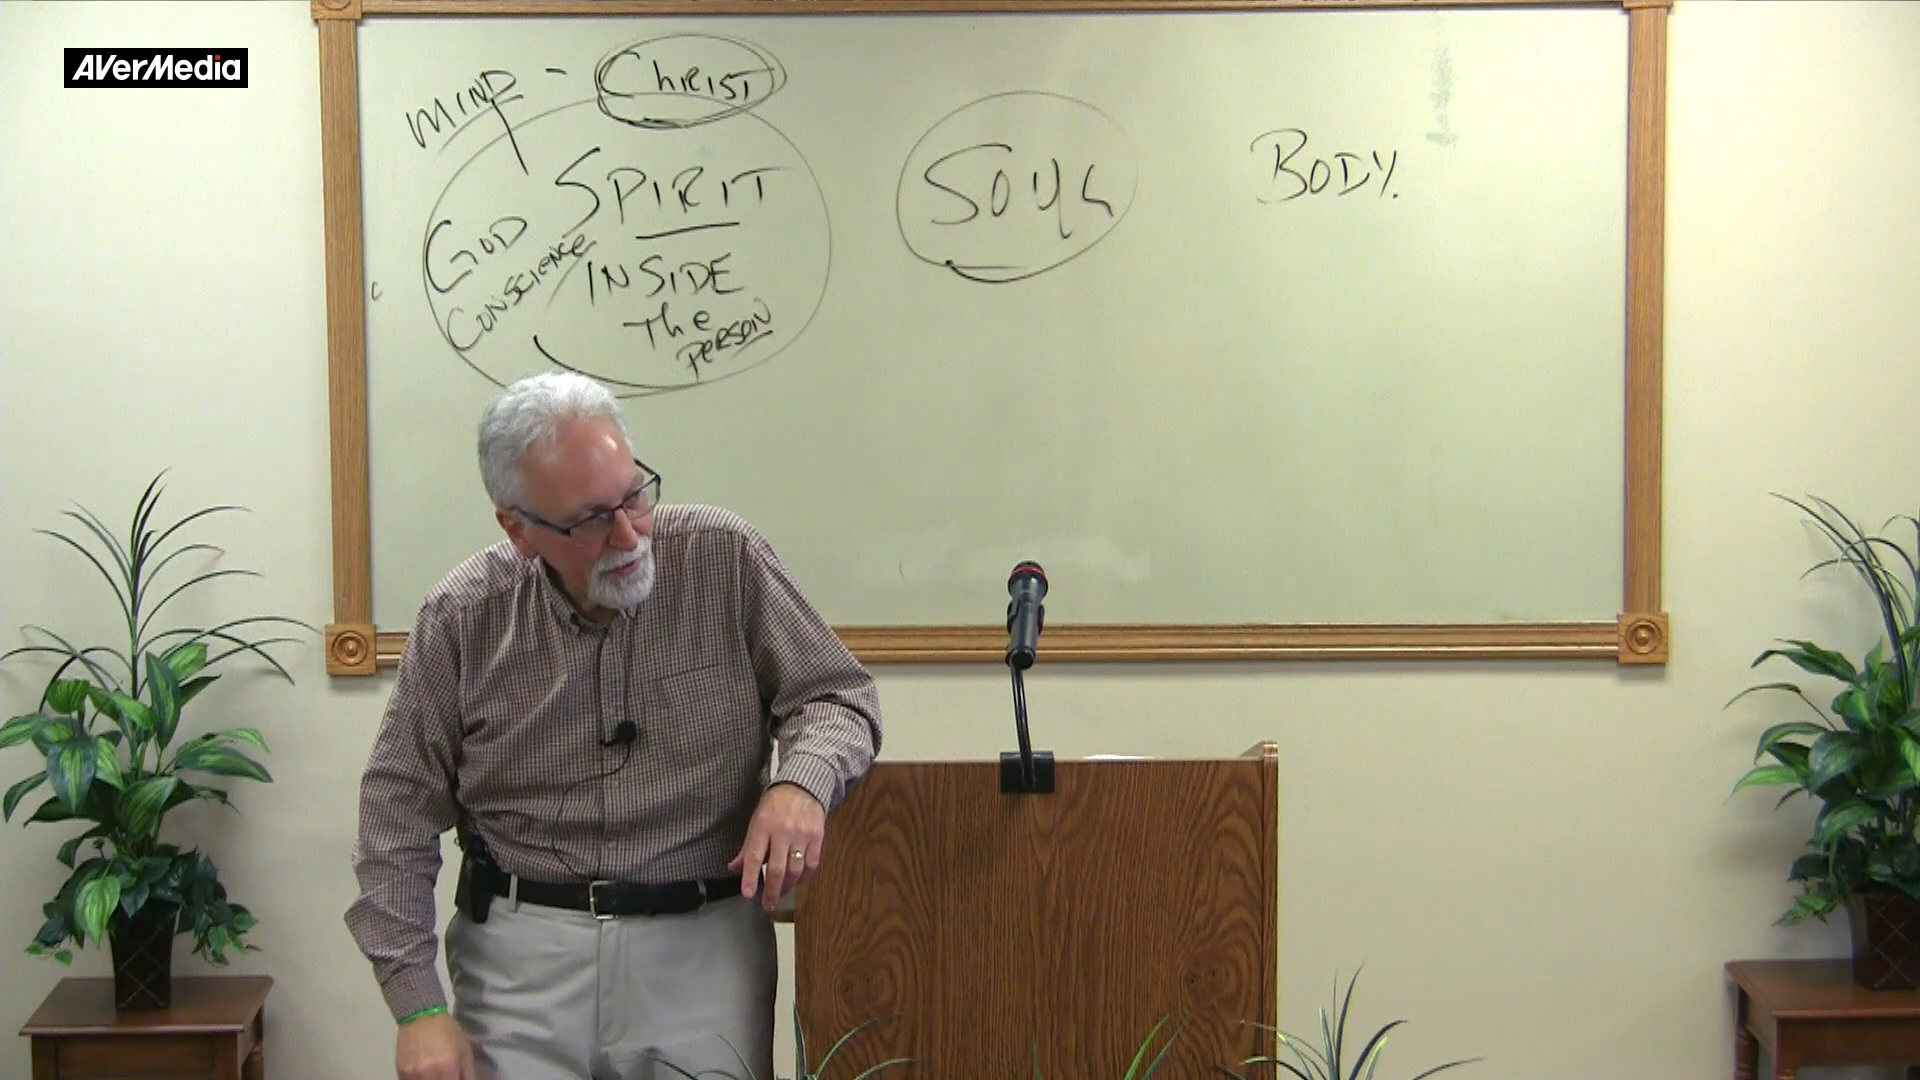 AVerMedia
MIND - CHRIST
SPIRIT
GOD
CONSCIENCE
INSIDE
The
PERSON
SOUL
BODY.